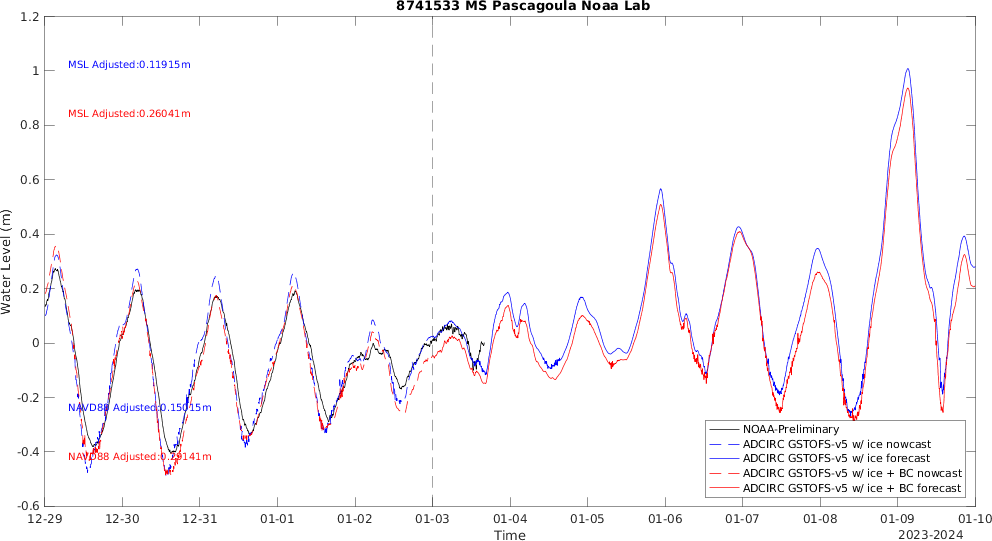 8741533 MS Pascagoula Noaa Lab
1.2
1
0.8
0.6
0.4
0.2
0
-0.2
-0.4
-0.6
Water Level (m)
MSL Adjusted:0.11915m
MSL Adjusted:0.26041m
NAVD88 Adjusted:0.15015m
NAVD88 Adjusted:0.29141m
NOAA-Preliminary
ADCIRC GSTOFS-v5 w/ ice nowcast
ADCIRC GSTOFS-v5 w/ ice forecast
ADCIRC GSTOFS-v5 w/ ice + BC nowcast
ADCIRC GSTOFS-v5 w/ ice + BC forecast
12-29 12-30 12-31 01-01 01-02 01-03 01-04 01-05 01-06 01-07 01-08 01-09 01-10
Time
2023-2024